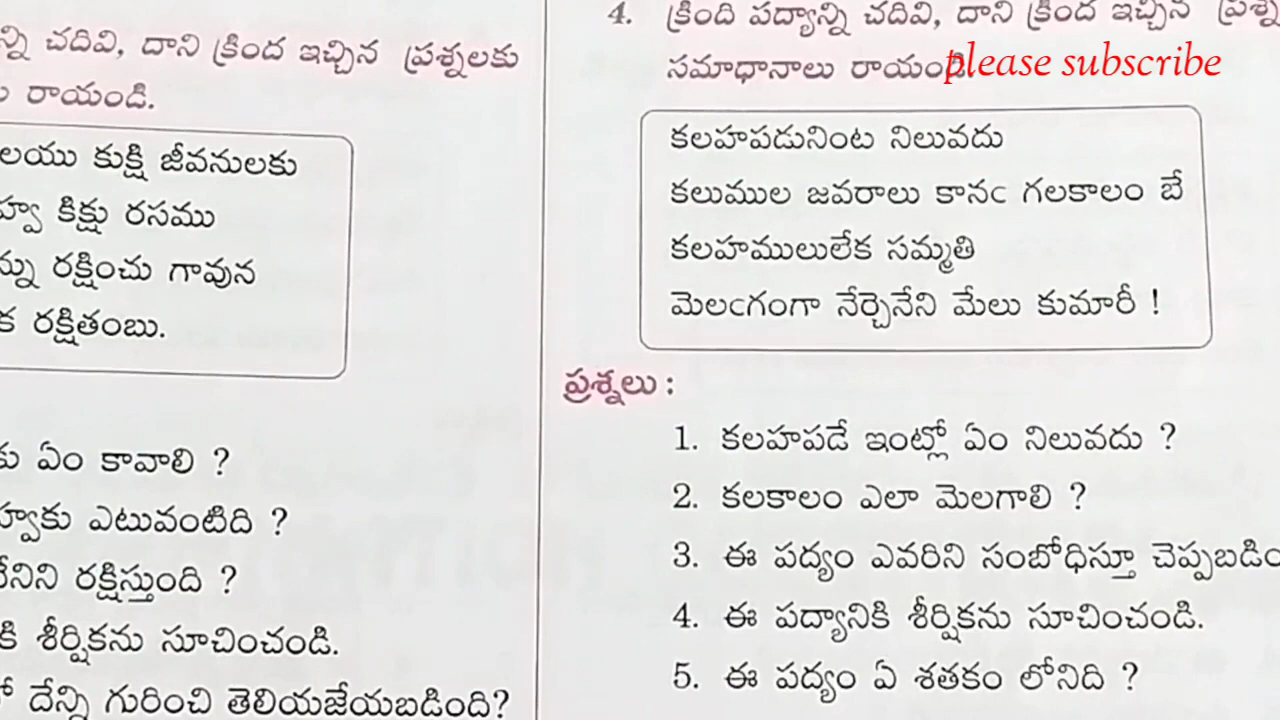 న్ని చదివి, దాని క్రింద ఇచ్చిన ప్రశ్నలకు
రాయండి.
లయు కుక్షి జీవనులకు
హ్వ కిక్షు రసము
న్ను రక్షించు గావున
క రక్షితంబు.
కు ఏం కావాలి ?
హ్వకు ఎటువంటిది ?
దేనిని రక్షిస్తుంది ?
కి శీర్షికను సూచించండి.
దేన్ని గురించి తెలియజేయబడింది?
4. క్రింది పద్యాన్ని చదివి, దాని క్రింద ఇచ్చిన ప్రశ్న
సమాధానాలు రాయండి.
please subscribe
కలహపడునింట నిలువదు
కలుముల జవరాలు కానఁ గలకాలం బే
కలహములులేక సమ్మతి
మెలఁగంగా నేర్చెనేని మేలు కుమారీ !
ప్రశ్నలు :
1. కలహపడే ఇంట్లో ఏం నిలువదు ?
2. కలకాలం ఎలా మెలగాలి ?
3. ఈ పద్యం ఎవరిని సంబోధిస్తూ చెప్పబడిం
4. ఈ పద్యానికి శీర్షికను సూచించండి.
5. ఈ పద్యం ఏ శతకం లోనిది ?